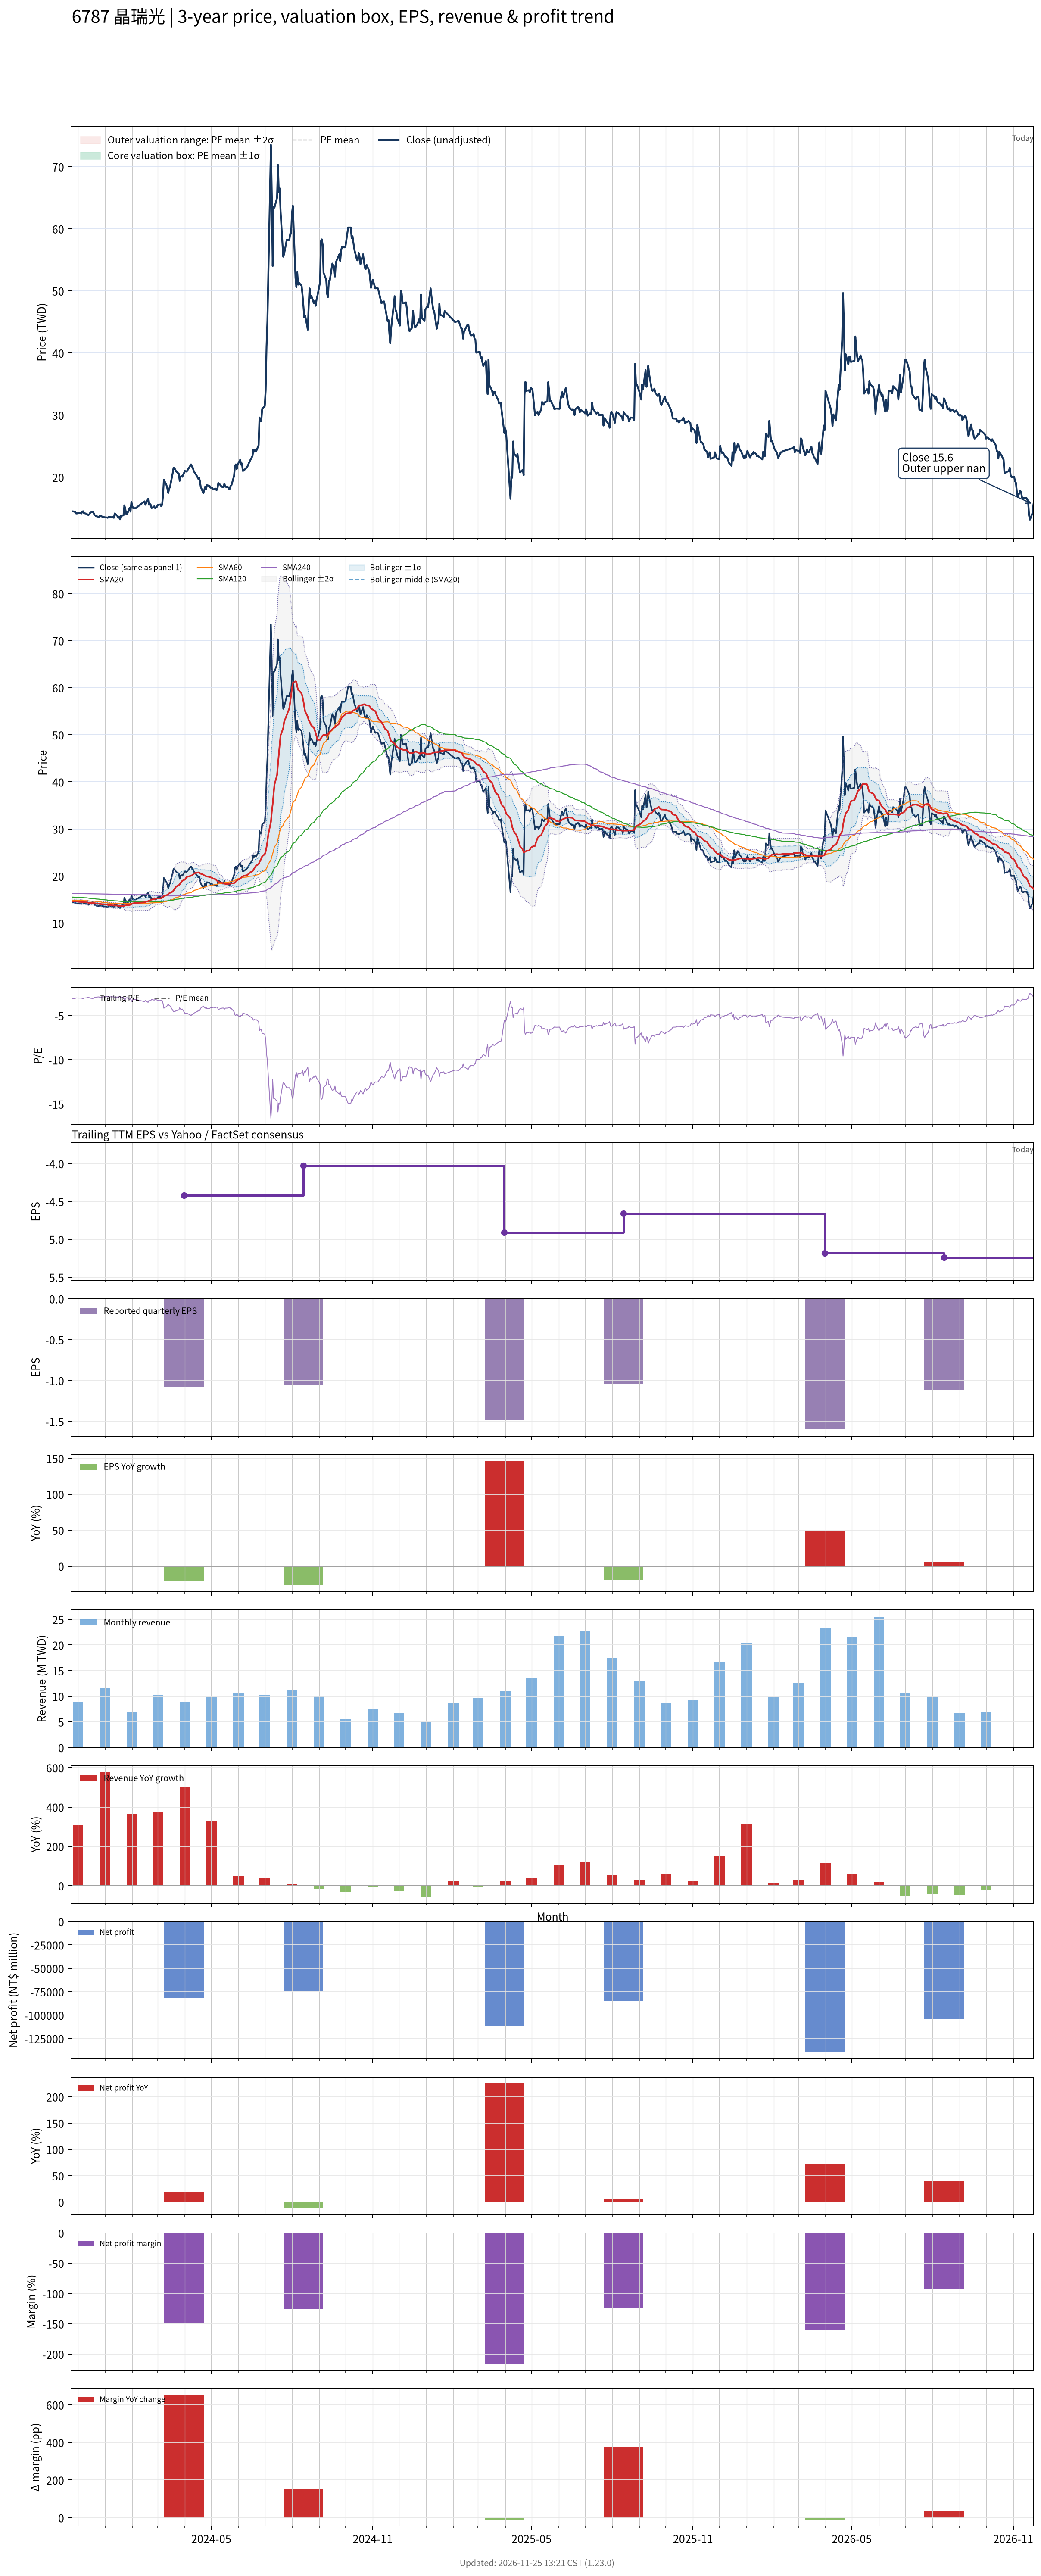 6787 晶瑞光 | 3-year price, valuation box, EPS, revenue & profit trend
Outer valuation range: PE mean ±2σ
PE mean
Close (unadjusted)
Core valuation box: PE mean ±1σ
Today
70
60
50
40
30
20
Price (TWD)
Close 15.6
Outer upper nan
Close (same as panel 1)
SMA20
SMA60
SMA120
SMA240
Bollinger ±2σ
Bollinger ±1σ
Bollinger middle (SMA20)
80
70
60
50
40
30
20
10
Price
Trailing P/E
P/E mean
-5
-10
-15
P/E
Trailing TTM EPS vs Yahoo / FactSet consensus
Today
-4.0
-4.5
-5.0
-5.5
EPS
Reported quarterly EPS
0.0
-0.5
-1.0
-1.5
EPS
EPS YoY growth
150
100
50
0
YoY (%)
Monthly revenue
25
20
15
10
5
0
Revenue (M TWD)
Revenue YoY growth
600
400
200
0
YoY (%)
Month
Net profit
0
-25000
-50000
-75000
-100000
-125000
Net profit (NT$ million)
Net profit YoY
200
150
100
50
0
YoY (%)
Net profit margin
0
-50
-100
-150
-200
Margin (%)
Margin YoY change
600
400
200
0
Δ margin (pp)
2024-05
2024-11
2025-05
2025-11
2026-05
2026-11
Updated: 2026-11-25 13:21 CST (1.23.0)